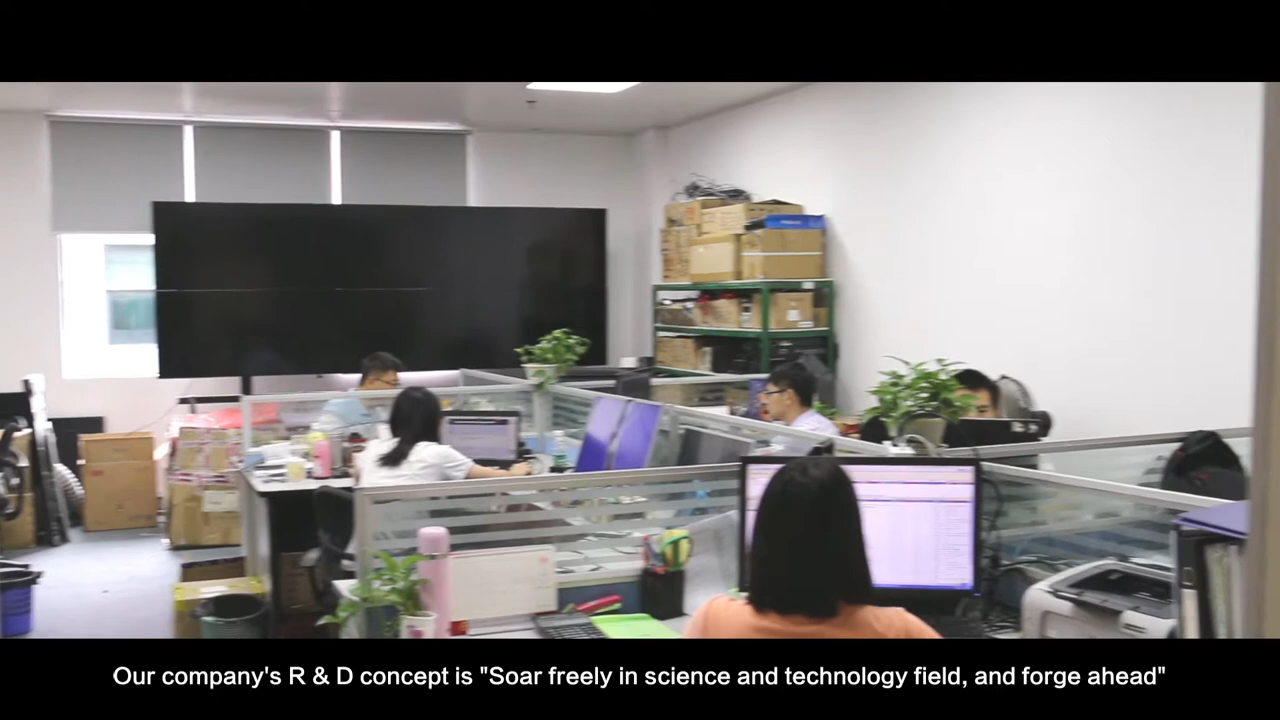 Our company's R & D concept is "Soar freely in science and technology field, and forge ahead"